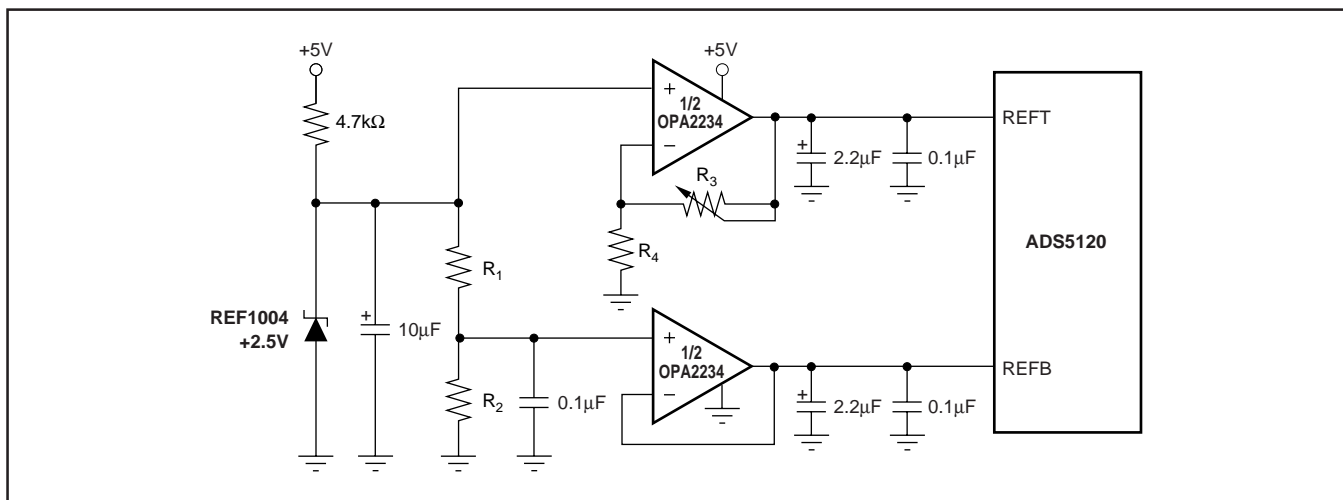 +5V
4.7kΩ
REF1004
+2.5V
+
10µF
R1
R2
0.1µF
+5V
+
1/2
OPA2234
−
R3
R4
+
2.2µF
0.1µF
+
1/2
OPA2234
−
+
2.2µF
0.1µF
REFT
ADS5120
REFB